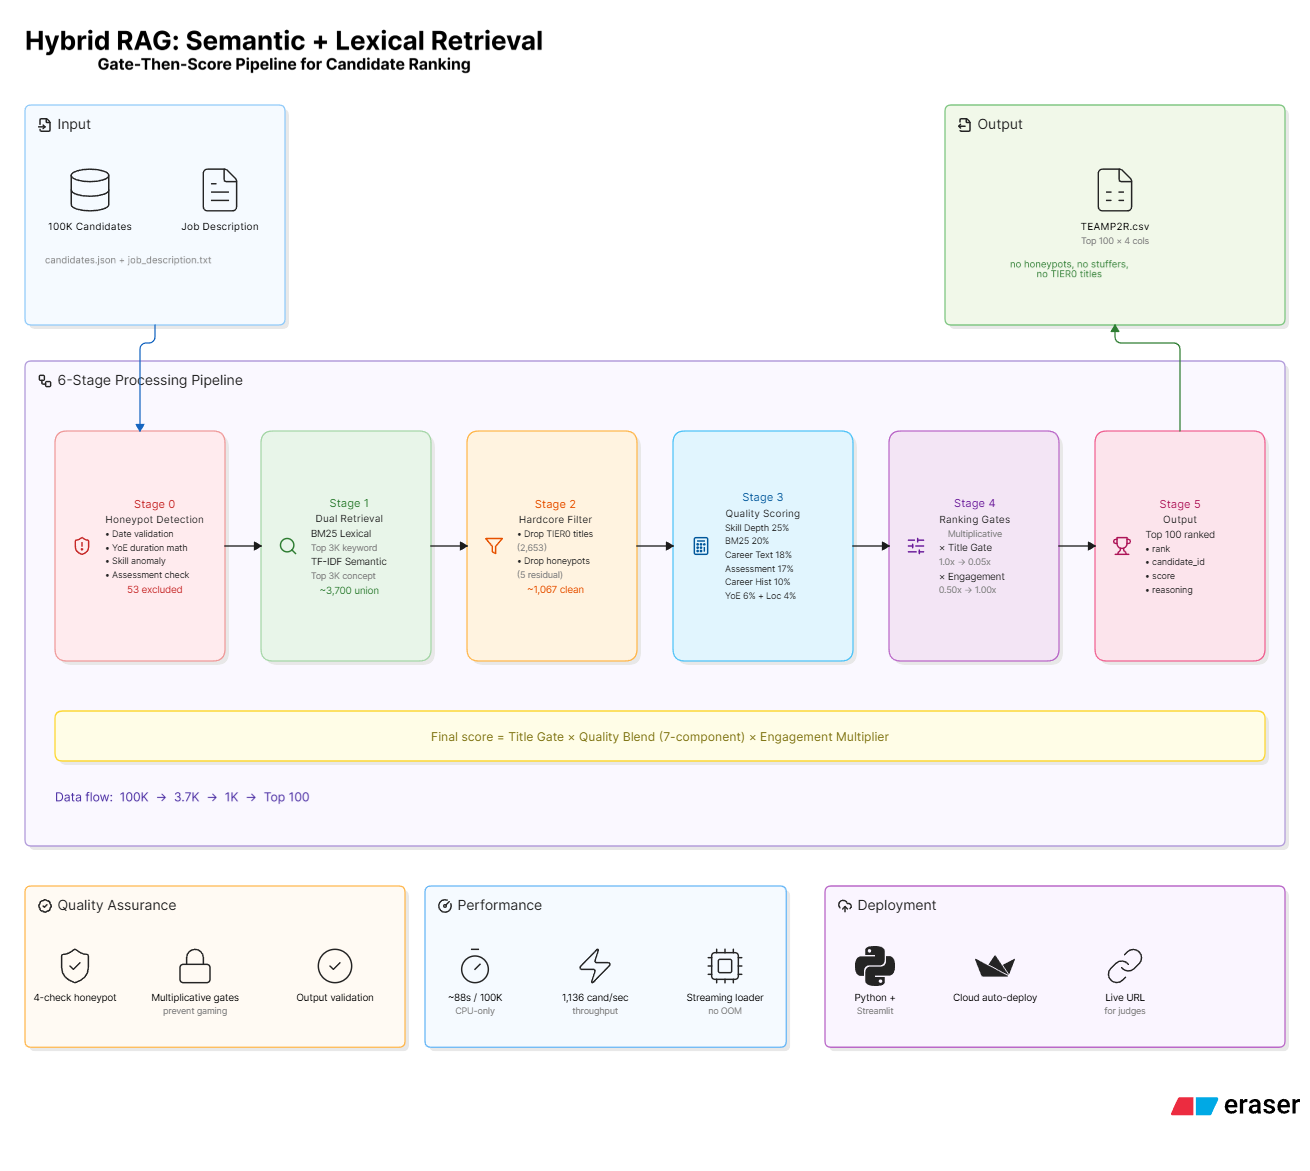 Hybrid RAG: Semantic + Lexical Retrieval
Gate-Then-Score Pipeline for Candidate Ranking
Input
100K Candidates
Job Description
candidates.json + job_description.txt
Output
TEAMP2R.csv
Top 100 × 4 cols
no honeypots, no stuffers,
no TIER0 titles
6-Stage Processing Pipeline
Stage 0
Honeypot Detection
• Date validation
• YoE duration math
• Skill anomaly
• Assessment check
53 excluded
Stage 1
Dual Retrieval
BM25 Lexical
Top 3K keyword
TF-IDF Semantic
Top 3K concept
~3,700 union
Stage 2
Hardcore Filter
• Drop TIER0 titles
(2,653)
• Drop honeypots
(5 residual)
~1,067 clean
Stage 3
Quality Scoring
Skill Depth 25%
BM25 20%
Career Text 18%
Assessment 17%
Career Hist 10%
YoE 6% + Loc 4%
Stage 4
Ranking Gates
Multiplicative
× Title Gate
1.0x → 0.05x
× Engagement
0.50x → 1.00x
Stage 5
Output
Top 100 ranked
• rank
• candidate_id
• score
• reasoning
Final score = Title Gate × Quality Blend (7-component) × Engagement Multiplier
Data flow: 100K → 3.7K → 1K → Top 100
Quality Assurance
4-check honeypot
Multiplicative gates
prevent gaming
Output validation
Performance
~88s / 100K
CPU-only
1,136 cand/sec
throughput
Streaming loader
no OOM
Deployment
Python +
Streamlit
Cloud auto-deploy
Live URL
for judges
eraser